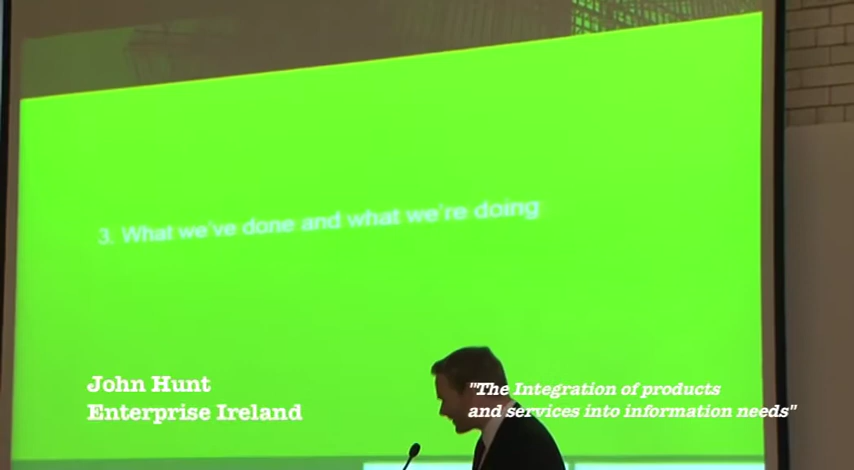 3. What we've done and what we're doing
John Hunt
Enterprise Ireland
"The Integration of products
and services into information needs"